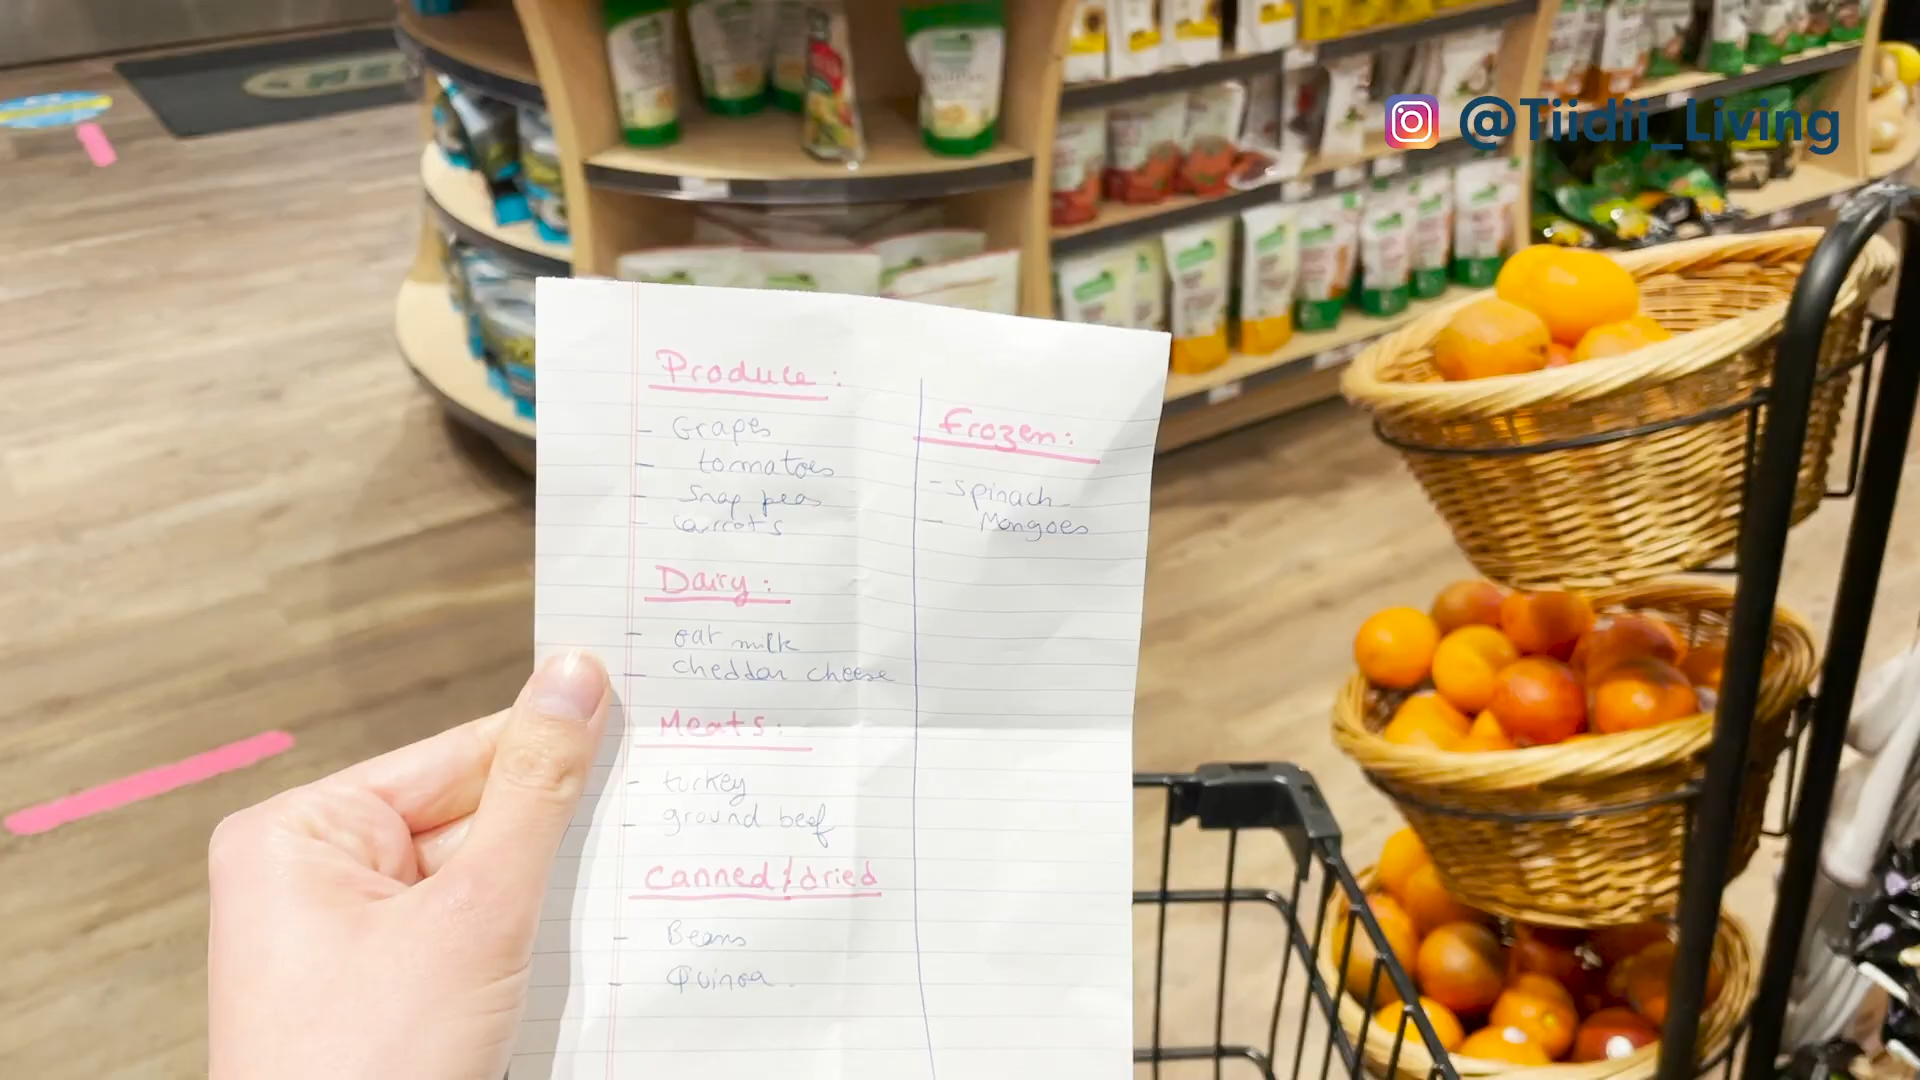 @Tiidii_Living
Produce:
- Grapes
- tomatoes
- Snap peas
- carrots
Dairy:
- oat milk
- cheddar cheese
Meats:
- turkey
- ground beef
canned/dried
- Beans
- Quinoa.
frozen:
- Spinach
- Mangoes